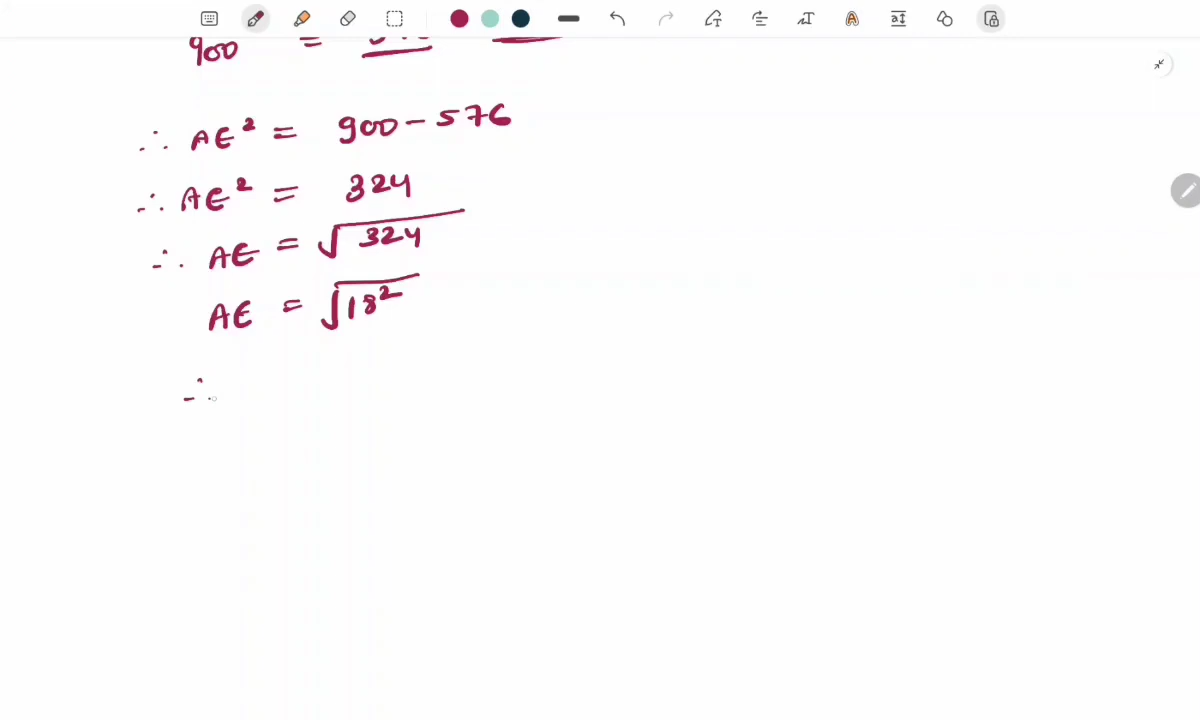 900 =
∴ AE² = 900 - 576
∴ AE² = 324
∴ AE = √324
AE = √18²
∴